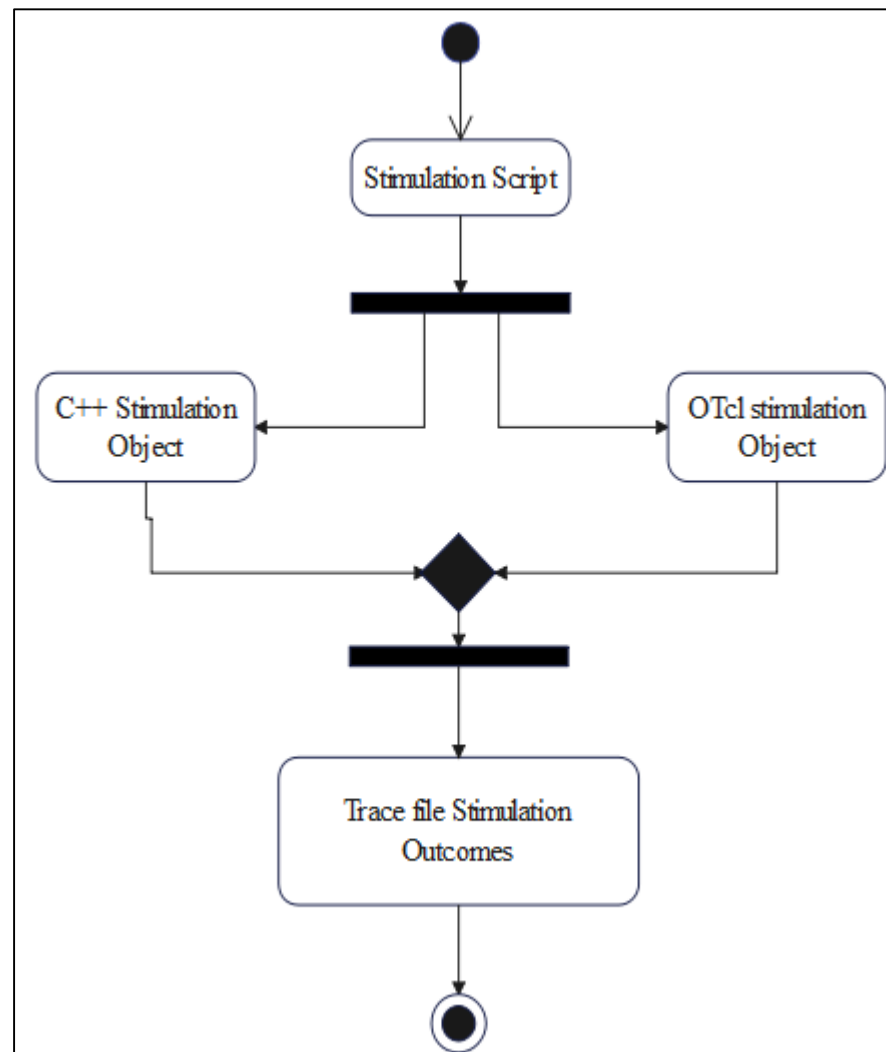 Stimulation Script
C++ Stimulation
Object
OTcl stimulation
Object
Trace file Stimulation
Outcomes